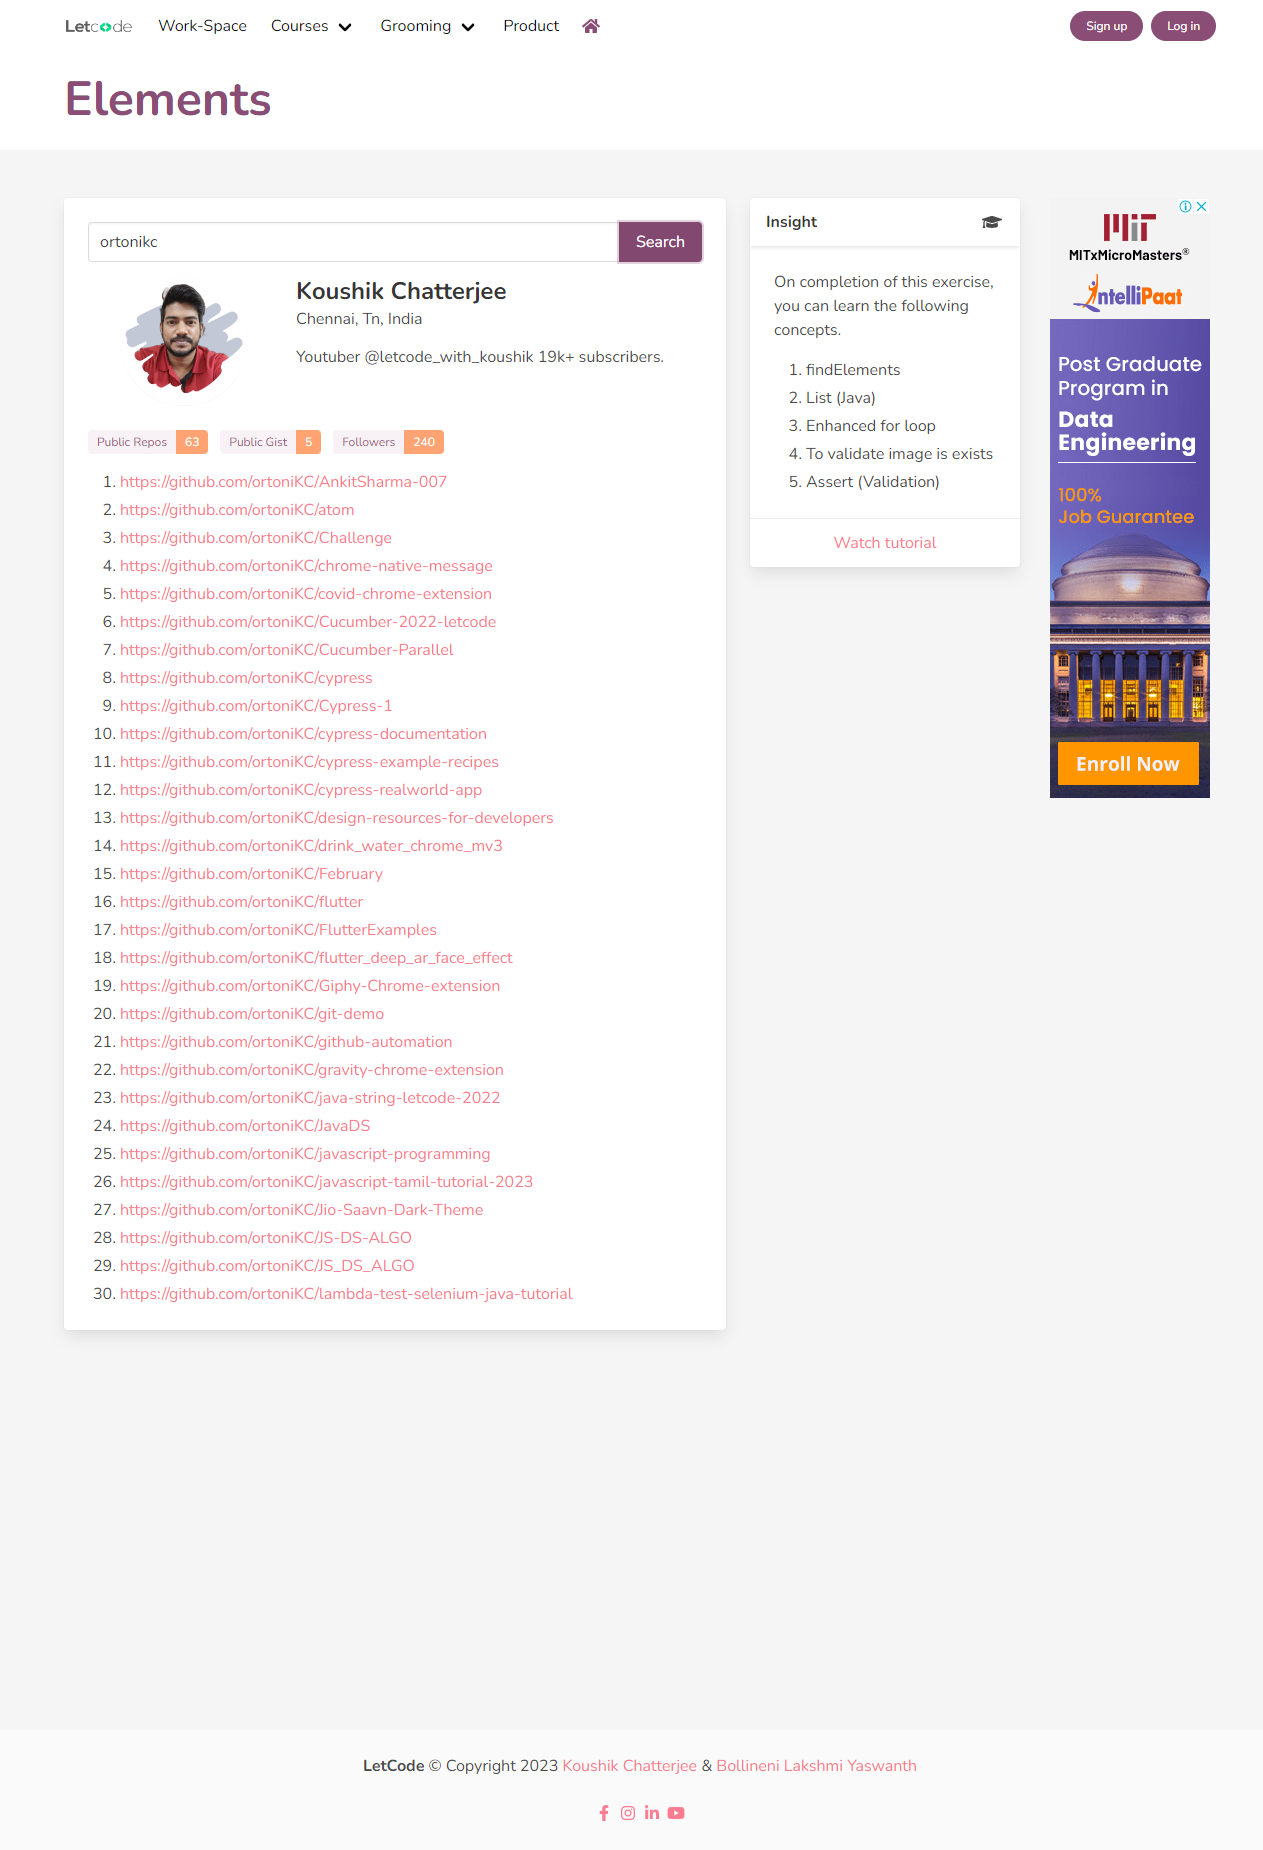 Letcode Work-Space Courses Grooming Product Sign up Log in
Elements
ortonikc Search
Koushik Chatterjee
Chennai, Tn, India
Youtuber @letcode_with_koushik 19k+ subscribers.
Public Repos 63 Public Gist 5 Followers 240
1. https://github.com/ortoniKC/AnkitSharma-007
2. https://github.com/ortoniKC/atom
3. https://github.com/ortoniKC/Challenge
4. https://github.com/ortoniKC/chrome-native-message
5. https://github.com/ortoniKC/covid-chrome-extension
6. https://github.com/ortoniKC/Cucumber-2022-letcode
7. https://github.com/ortoniKC/Cucumber-Parallel
8. https://github.com/ortoniKC/cypress
9. https://github.com/ortoniKC/Cypress-1
10. https://github.com/ortoniKC/cypress-documentation
11. https://github.com/ortoniKC/cypress-example-recipes
12. https://github.com/ortoniKC/cypress-realworld-app
13. https://github.com/ortoniKC/design-resources-for-developers
14. https://github.com/ortoniKC/drink_water_chrome_mv3
15. https://github.com/ortoniKC/February
16. https://github.com/ortoniKC/flutter
17. https://github.com/ortoniKC/FlutterExamples
18. https://github.com/ortoniKC/flutter_deep_ar_face_effect
19. https://github.com/ortoniKC/Giphy-Chrome-extension
20. https://github.com/ortoniKC/git-demo
21. https://github.com/ortoniKC/github-automation
22. https://github.com/ortoniKC/gravity-chrome-extension
23. https://github.com/ortoniKC/java-string-letcode-2022
24. https://github.com/ortoniKC/JavaDS
25. https://github.com/ortoniKC/javascript-programming
26. https://github.com/ortoniKC/javascript-tamil-tutorial-2023
27. https://github.com/ortoniKC/Jio-Saavn-Dark-Theme
28. https://github.com/ortoniKC/JS-DS-ALGO
29. https://github.com/ortoniKC/JS_DS_ALGO
30. https://github.com/ortoniKC/lambda-test-selenium-java-tutorial
Insight
On completion of this exercise,
you can learn the following
concepts.
1. findElements
2. List (Java)
3. Enhanced for loop
4. To validate image is exists
5. Assert (Validation)
Watch tutorial
MIT
MITxMicroMasters®
IntelliPaat
Post Graduate
Program in
Data
Engineering
100%
Job Guarantee
Enroll Now
LetCode © Copyright 2023 Koushik Chatterjee & Bollineni Lakshmi Yaswanth